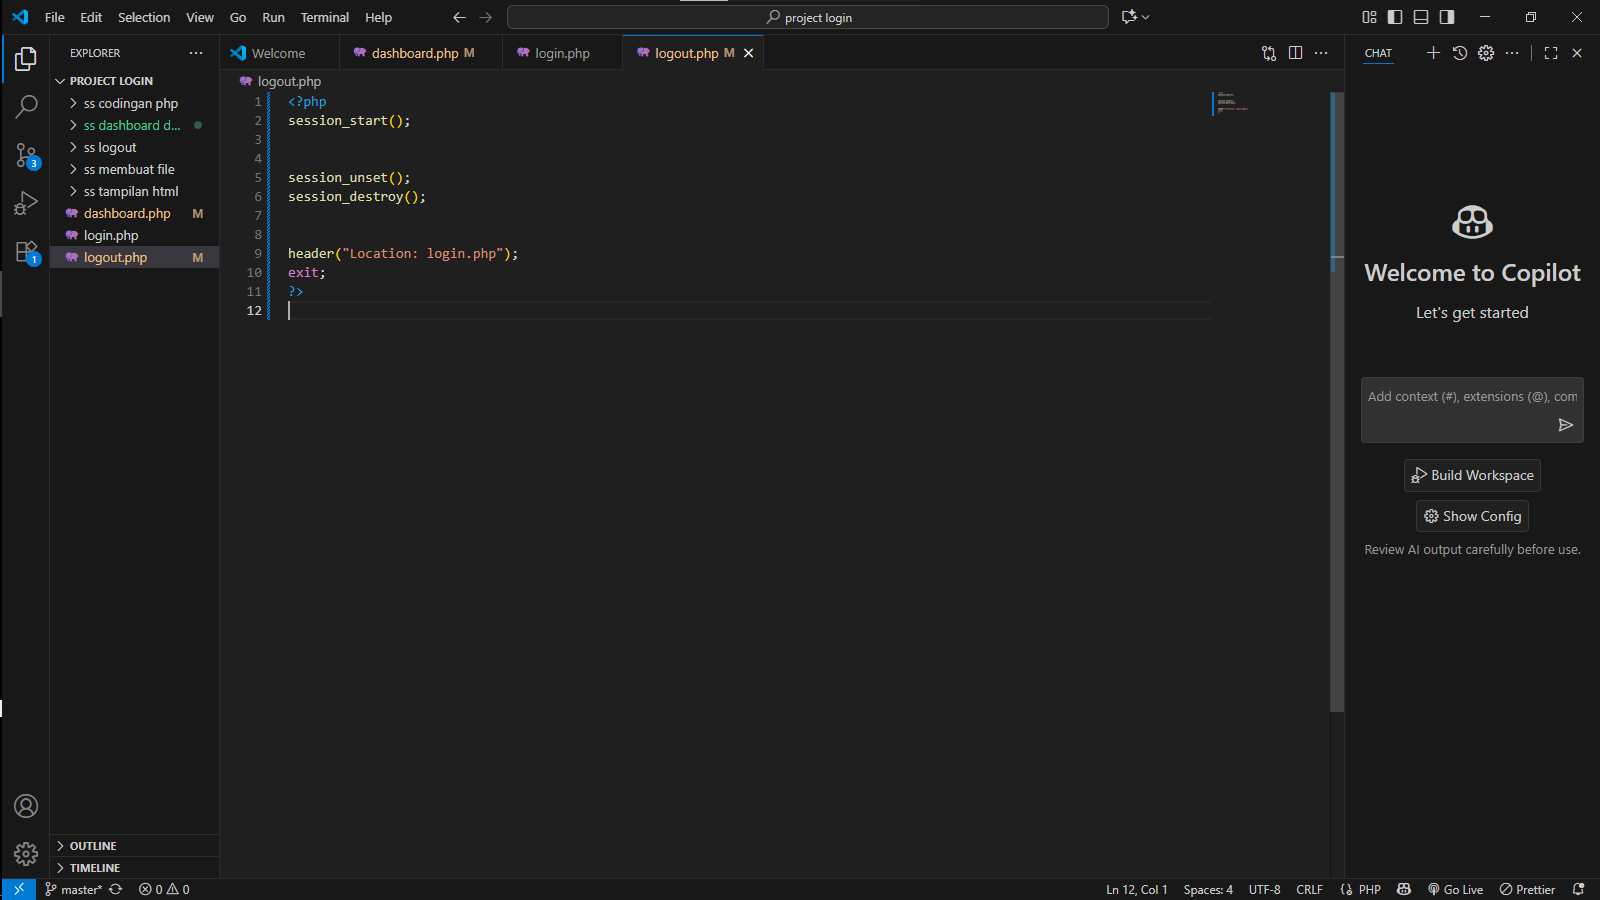 File Edit Selection View Go Run Terminal Help
project login
EXPLORER
PROJECT LOGIN
ss codingan php
ss dashboard d...
ss logout
ss membuat file
ss tampilan html
dashboard.php M
login.php
logout.php M
3
1
OUTLINE
TIMELINE
Welcome
dashboard.php M
login.php
logout.php M
logout.php
1 <?php
2 session_start();
3
4
5 session_unset();
6 session_destroy();
7
8
9 header("Location: login.php");
10 exit;
11 ?>
12
CHAT
Welcome to Copilot
Let's get started
Add context (#), extensions (@), com
Build Workspace
Show Config
Review AI output carefully before use.
master* 0 0
Ln 12, Col 1 Spaces: 4 UTF-8 CRLF PHP Go Live Prettier